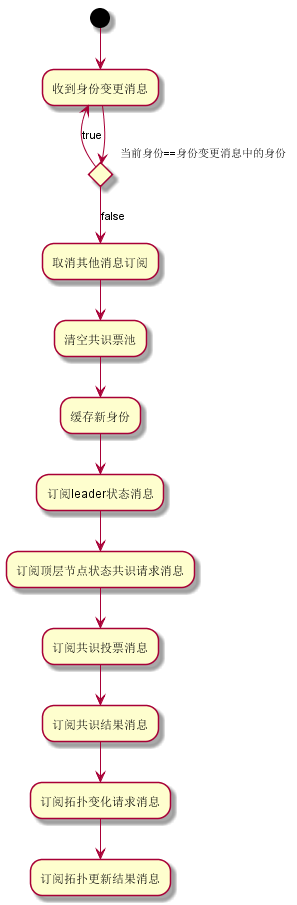 收到身份变更消息
true
当前身份==身份变更消息中的身份
false
取消其他消息订阅
清空共识票池
缓存新身份
订阅leader状态消息
订阅顶层节点状态共识请求消息
订阅共识投票消息
订阅共识结果消息
订阅拓扑变化请求消息
订阅拓扑更新结果消息